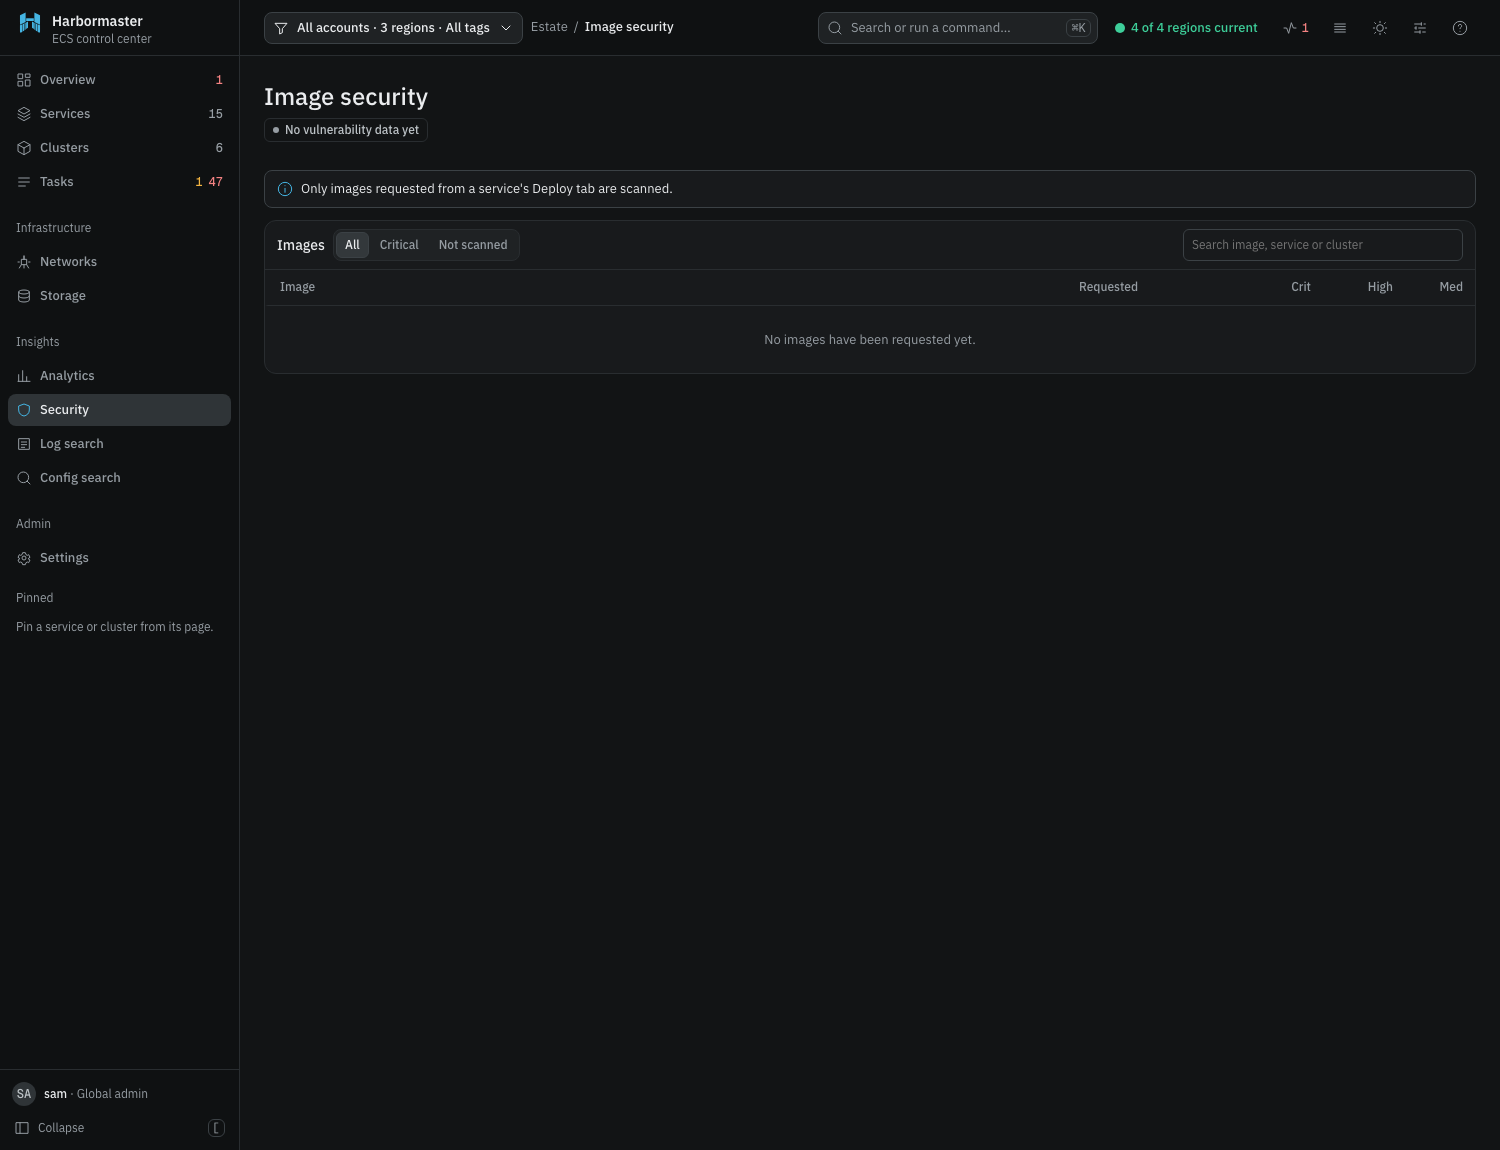 Harbormaster
ECS control center
All accounts · 3 regions · All tags
Estate / Image security
Search or run a command...
⌘K
4 of 4 regions current
1
Overview 1
Services 15
Clusters 6
Tasks 1 47
Infrastructure
Networks
Storage
Insights
Analytics
Security
Log search
Config search
Admin
Settings
Pinned
Pin a service or cluster from its page.
sam · Global admin
SA
Collapse
[
Image security
No vulnerability data yet
Only images requested from a service's Deploy tab are scanned.
Images
All Critical Not scanned
Search image, service or cluster
Image Requested Crit High Med
No images have been requested yet.